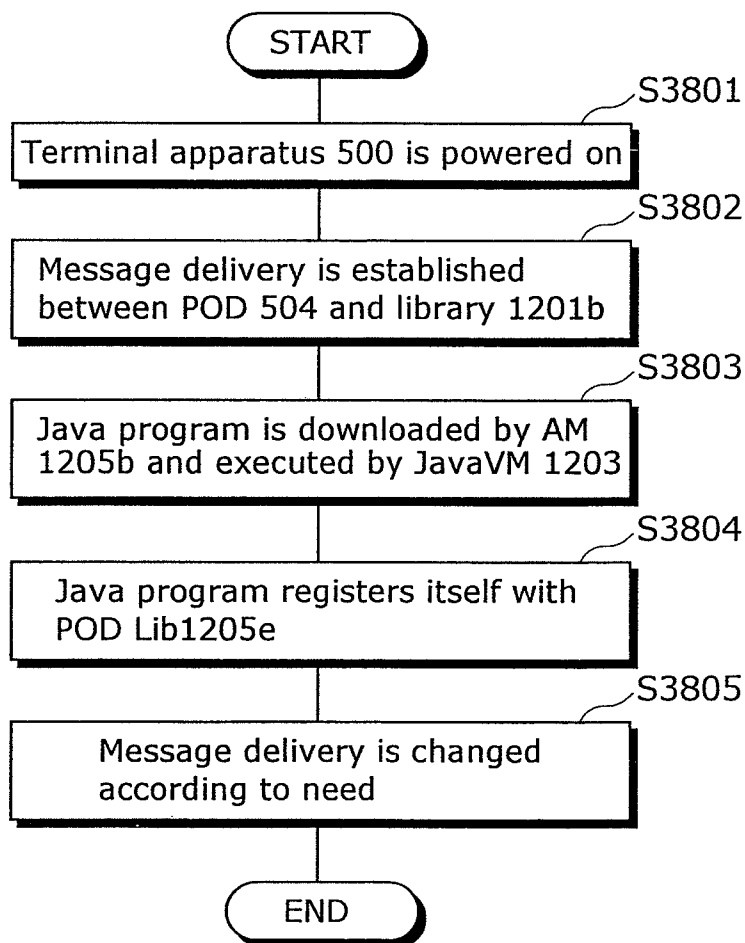 START
S3801
Terminal apparatus 500 is powered on
S3802
Message delivery is established
between POD 504 and library 1201b
S3803
Java program is downloaded by AM
1205b and executed by JavaVM 1203
S3804
Java program registers itself with
POD Lib1205e
S3805
Message delivery is changed
according to need
END